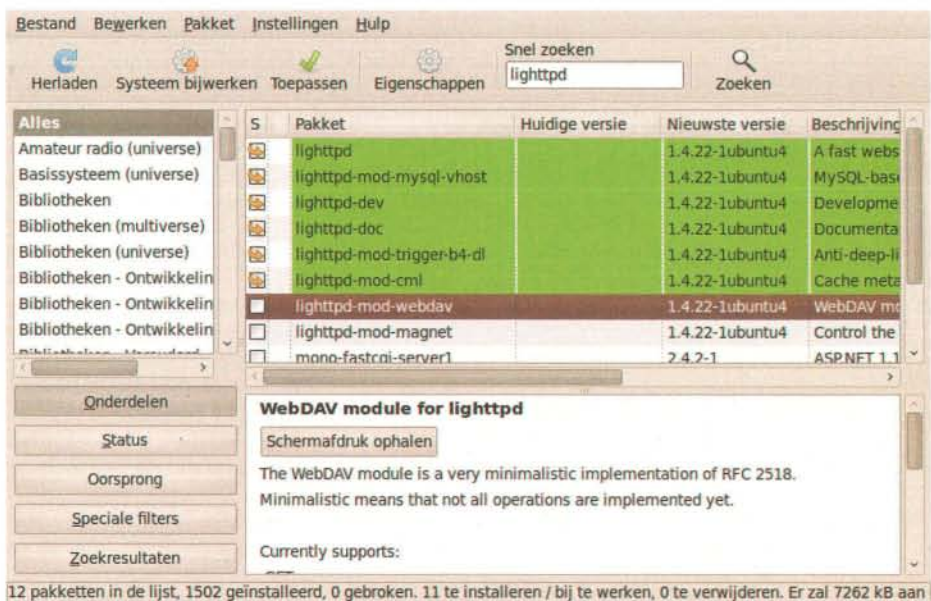 Bestand Bewerken Pakket Instellingen Hulp
Herladen Systeem bijwerken Toepassen Eigenschappen Snel zoeken lighttpd Zoeken
Alles
Amateur radio (universe)
Basissysteem (universe)
Bibliotheken
Bibliotheken (multiverse)
Bibliotheken (universe)
Bibliotheken - Ontwikkelin
Bibliotheken - Ontwikkelin
Bibliotheken - Ontwikkelin
Onderdelen
Status
Oorsprong
Speciale filters
Zoekresultaten
S Pakket Huidige versie Nieuwste versie Beschrijving
lighttpd 1.4.22-1ubuntu4 A fast webs
lighttpd-mod-mysql-vhost 1.4.22-1ubuntu4 MySQL-base
lighttpd-dev 1.4.22-1ubuntu4 Developme
lighttpd-doc 1.4.22-1ubuntu4 Documenta
lighttpd-mod-trigger-b4-dl 1.4.22-1ubuntu4 Anti-deep-li
lighttpd-mod-cml 1.4.22-1ubuntu4 Cache meta
lighttpd-mod-webdav 1.4.22-1ubuntu4 WebDAV mo
lighttpd-mod-magnet 1.4.22-1ubuntu4 Control the
mono-fastcgi-server1 2.4.2-1 ASP.NET 1.1
WebDAV module for lighttpd
Schermafdruk ophalen
The WebDAV module is a very minimalistic implementation of RFC 2518.
Minimalistic means that not all operations are implemented yet.
Currently supports:
12 pakketten in de lijst, 1502 geïnstalleerd, 0 gebroken. 11 te installeren / bij te werken, 0 te verwijderen. Er zal 7262 kB aan